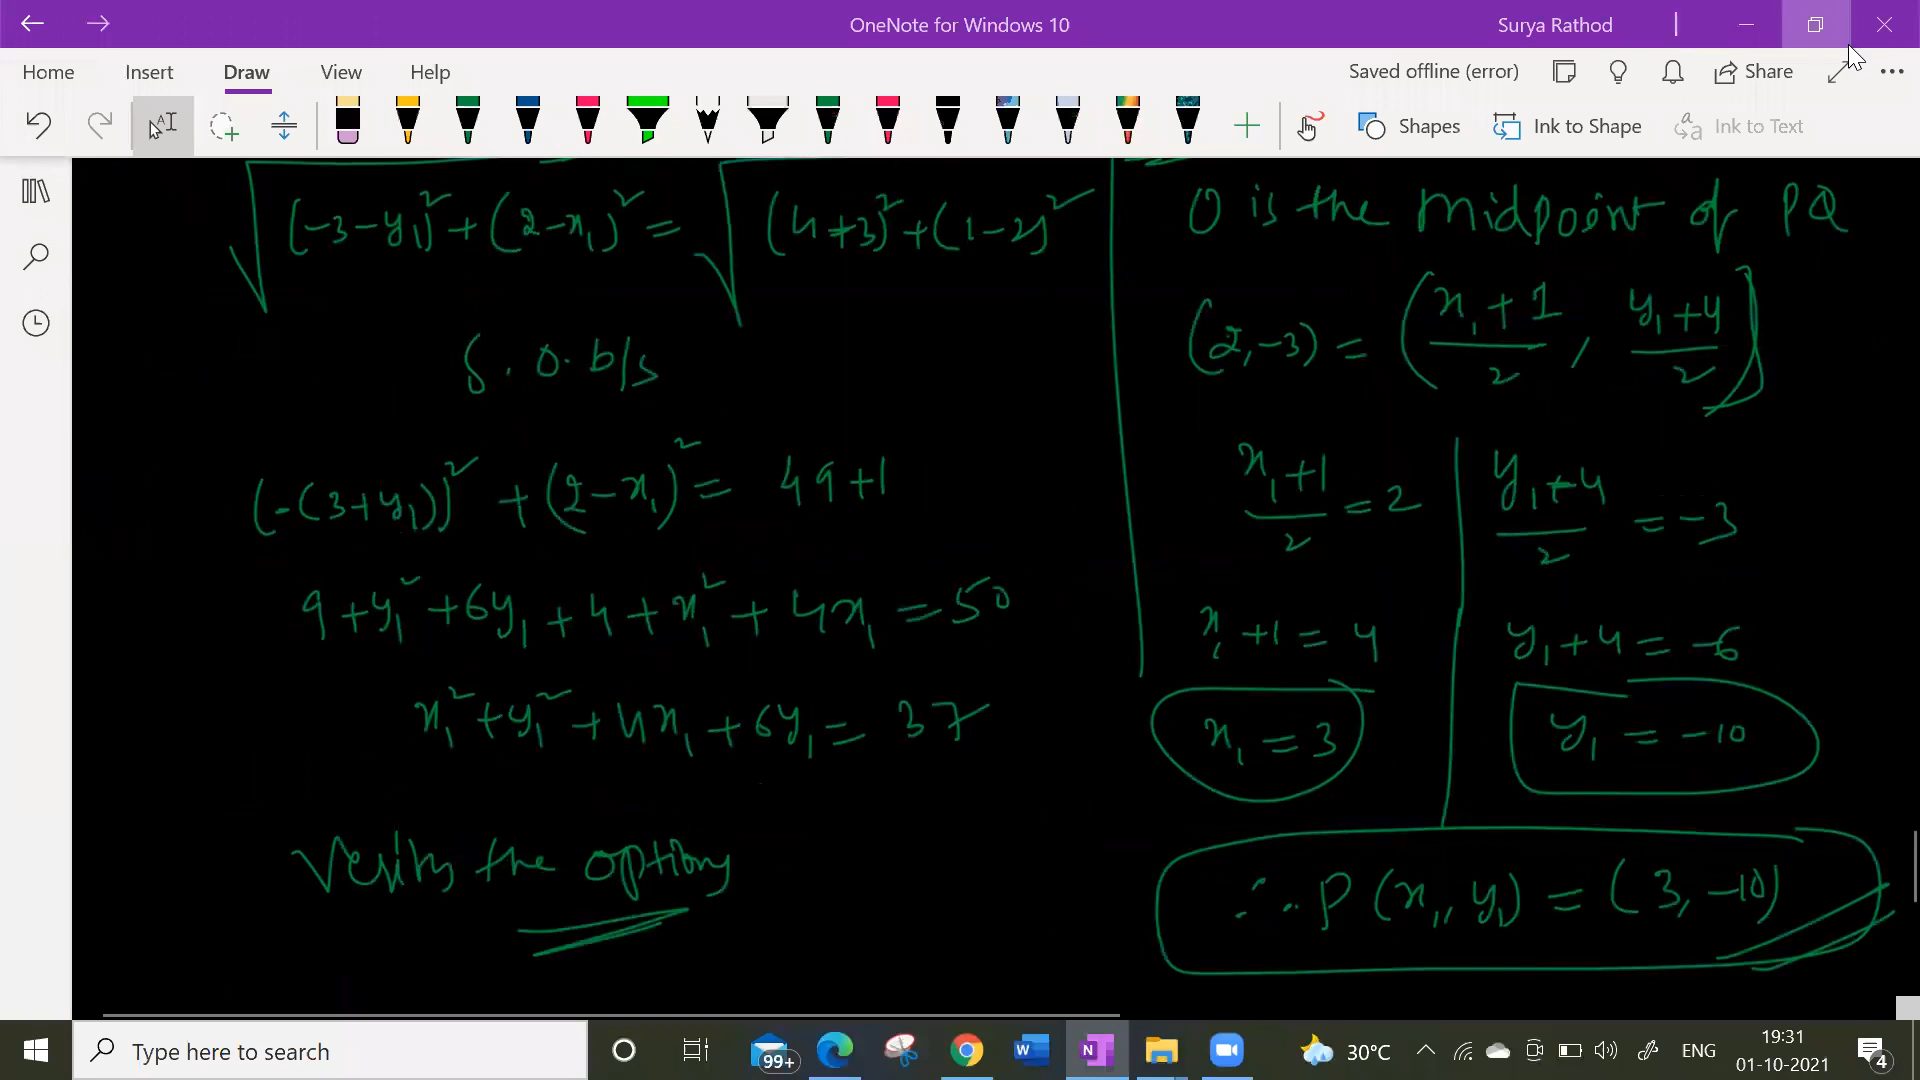 OneNote for Windows 10
Surya Rathod
Home Insert Draw View Help
Saved offline (error)
Share
Shapes
Ink to Shape
Ink to Text
√(-3-y₁)²+(2-x₁)² = √(4+3)²+(1-2)²
S.O.b/s
(-(3+y₁))²+(2-x₁)² = 49+1
9+y₁²+6y₁+4+x₁²+4x₁=50
x₁²+y₁²+4x₁+6y₁=37
Verify the options
O is the midpoint of PQ
(2,-3) = (x₁+1/2, y₁+4/2)
x₁+1/2 = 2
x₁+1 = 4
x₁ = 3
y₁+4/2 = -3
y₁+4 = -6
y₁ = -10
∴ P(x₁, y₁) = (3, -10)
Type here to search
99+
30°C
ENG
19:31
01-10-2021
4